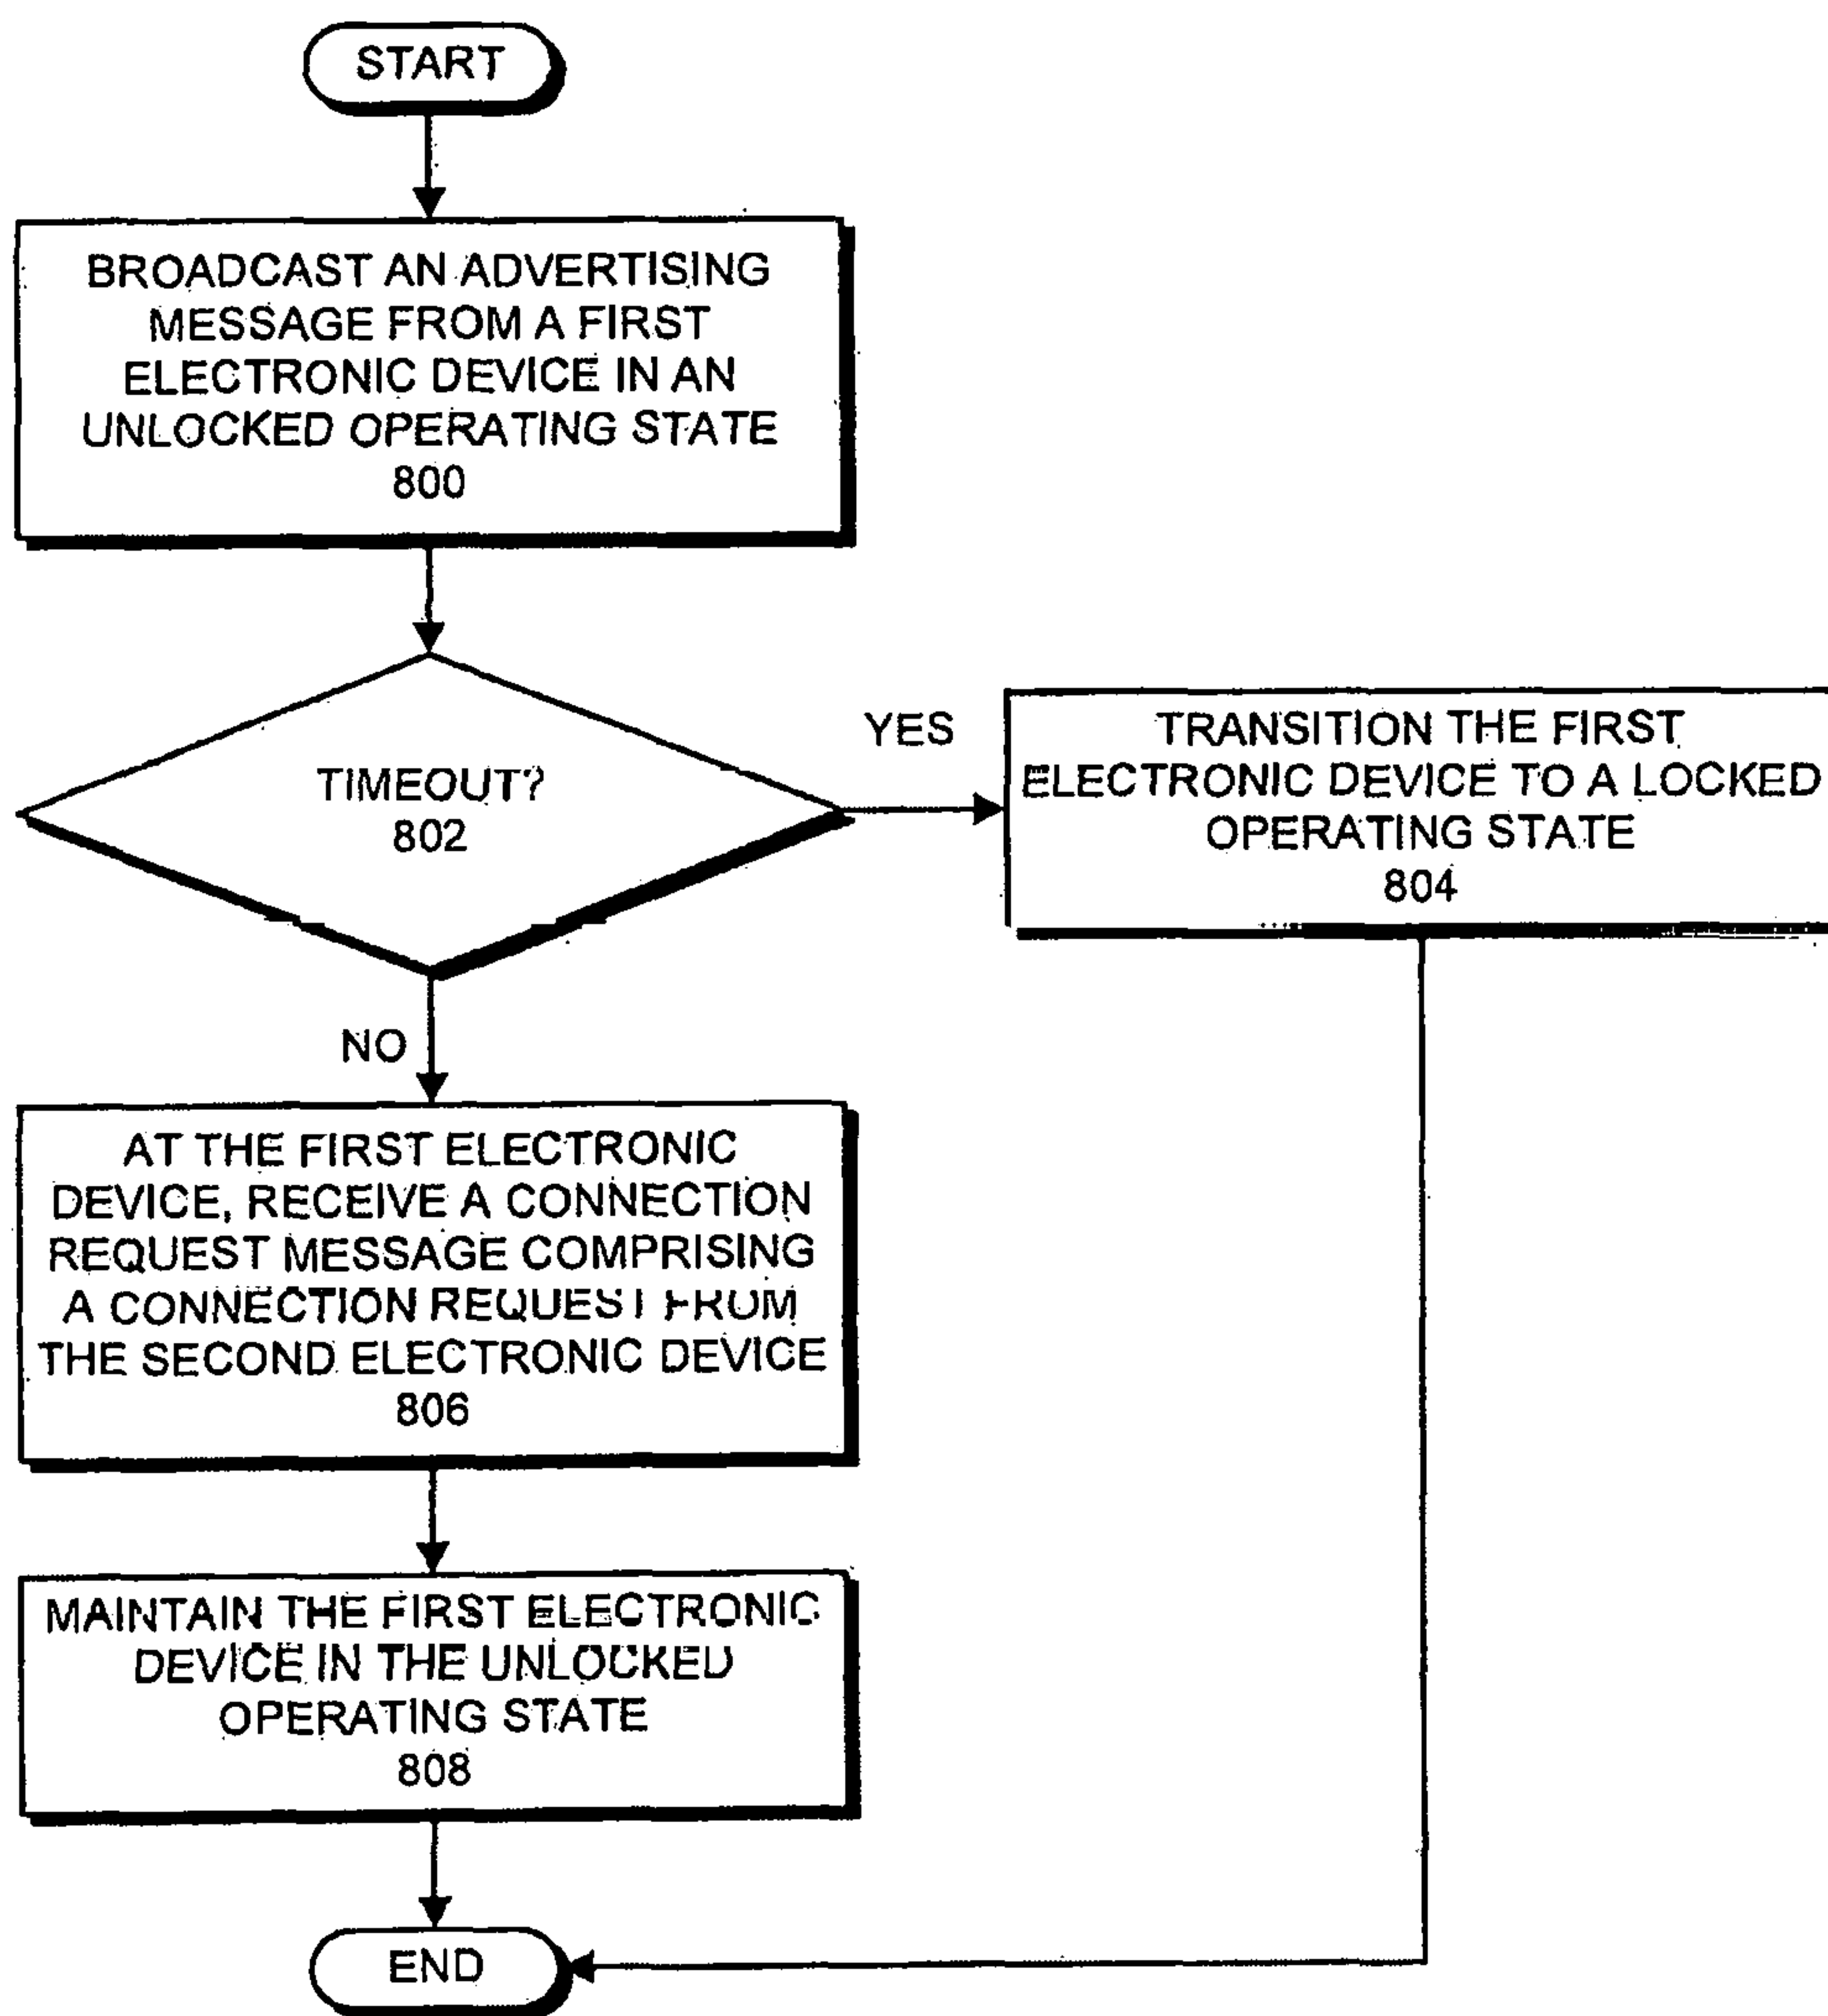 START
BROADCAST AN ADVERTISING
MESSAGE FROM A FIRST
ELECTRONIC DEVICE IN AN
UNLOCKED OPERATING STATE
800
TIMEOUT?
802
YES
TRANSITION THE FIRST
ELECTRONIC DEVICE TO A LOCKED
OPERATING STATE
804
NO
AT THE FIRST ELECTRONIC
DEVICE, RECEIVE A CONNECTION
REQUEST MESSAGE COMPRISING
A CONNECTION REQUEST FROM
THE SECOND ELECTRONIC DEVICE
806
MAINTAIN THE FIRST ELECTRONIC
DEVICE IN THE UNLOCKED
OPERATING STATE
808
END